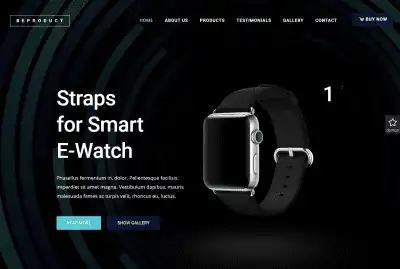 BEPRODUCT
HOME ABOUT US PRODUCTS TESTIMONIALS GALLERY CONTACT BUY NOW
Straps
for Smart
E-Watch
1
Phasellus fermentum in, dolor. Pellentesque facilisis.
imperdiet sit amet magna. Vestibulum dapibus, mauris
malesuada fames ac turpis velit, rhoncus eu, luctus.
READ MORE SHOW GALLERY